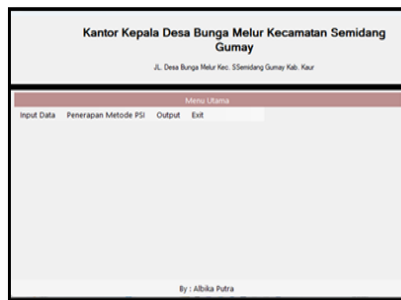 Kantor Kepala Desa Bunga Melur Kecamatan Semidang
Gumay
JL. Desa Bunga Melur Kec. SSemidang Gumay Kab. Kaur
Menu Utama
Input Data Penerapan Metode PSI Output Exit
By : Albika Putra